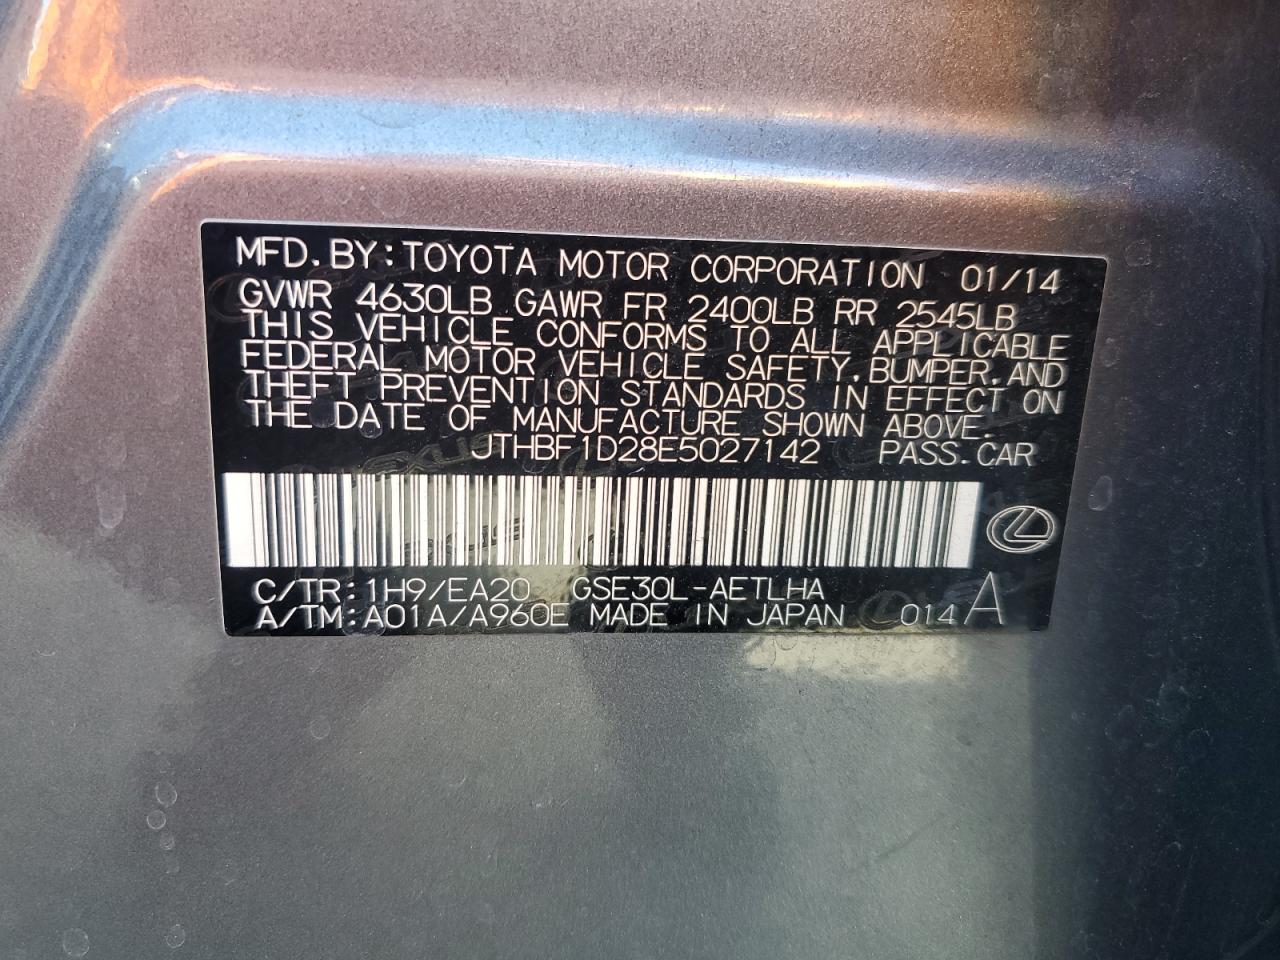 MFD. BY: TOYOTA MOTOR CORPORATION 01/14
GVWR 4630LB GAWR FR 2400LB RR 2545LB
THIS VEHICLE CONFORMS TO ALL APPLICABLE
FEDERAL MOTOR VEHICLE SAFETY, BUMPER, AND
THEFT PREVENTION STANDARDS IN EFFECT ON
THE DATE OF MANUFACTURE SHOWN ABOVE.
JTHBF1D28E5027142 PASS. CAR
C/TR: 1H9/EA20 GSE30L-AETLHA
A/TM: A01A/A960E MADE IN JAPAN 014 A